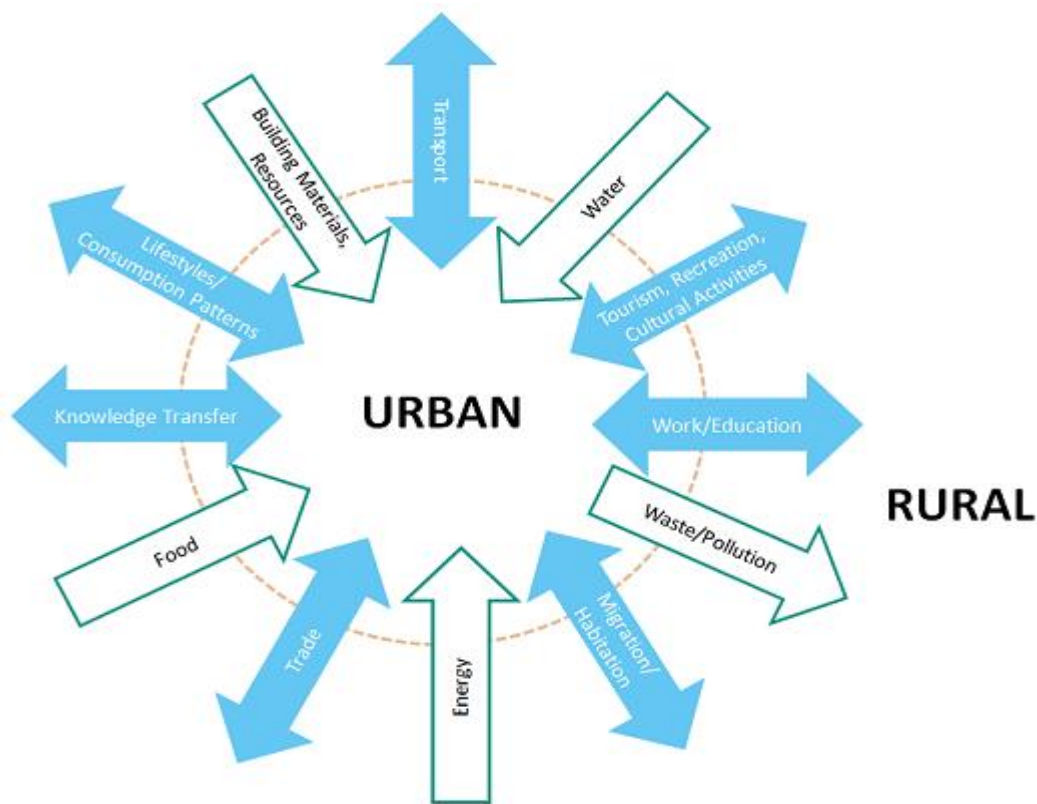 Transport
Building Materials,
Resources
Water
Lifestyles/
Consumption Patterns
Tourism, Recreation,
Cultural Activities
Knowledge Transfer
URBAN
Work/Education
RURAL
Food
Waste/Pollution
Trade
Energy
Migration/
Habitation